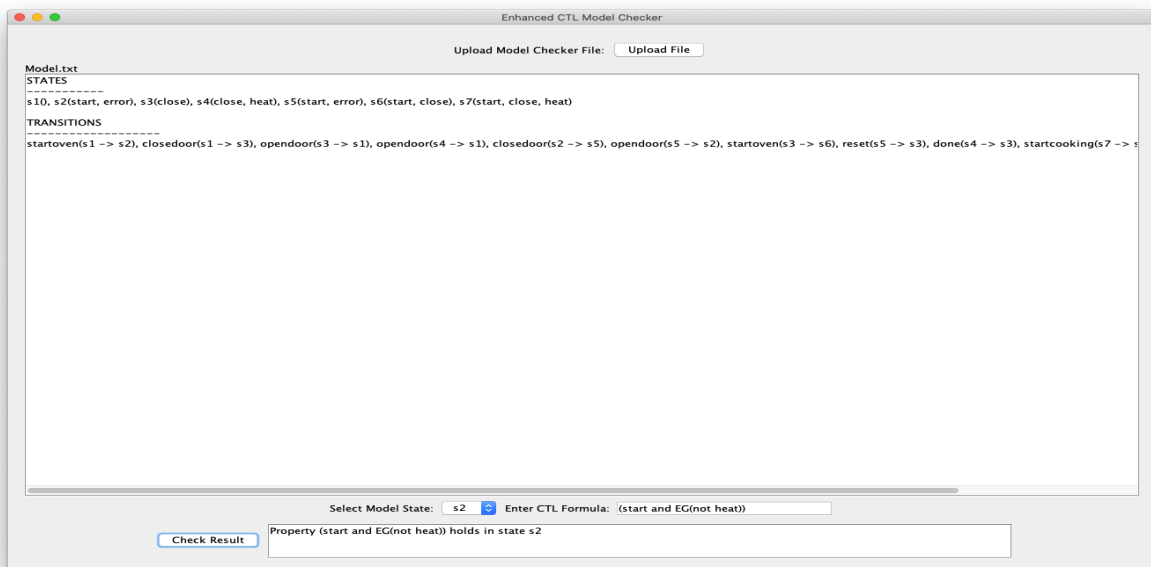 Enhanced CTL Model Checker
Upload Model Checker File: Upload File
Model.txt
STATES
-----------
s1(), s2(start, error), s3(close), s4(close, heat), s5(start, error), s6(start, close), s7(start, close, heat)
TRANSITIONS
-------------------
startoven(s1 -> s2), closedoor(s1 -> s3), opendoor(s3 -> s1), opendoor(s4 -> s1), closedoor(s2 -> s5), opendoor(s5 -> s2), startoven(s3 -> s6), reset(s5 -> s3), done(s4 -> s3), startcooking(s7 ->
Select Model State: s2 Enter CTL Formula: (start and EG(not heat))
Property (start and EG(not heat)) holds in state s2
Check Result